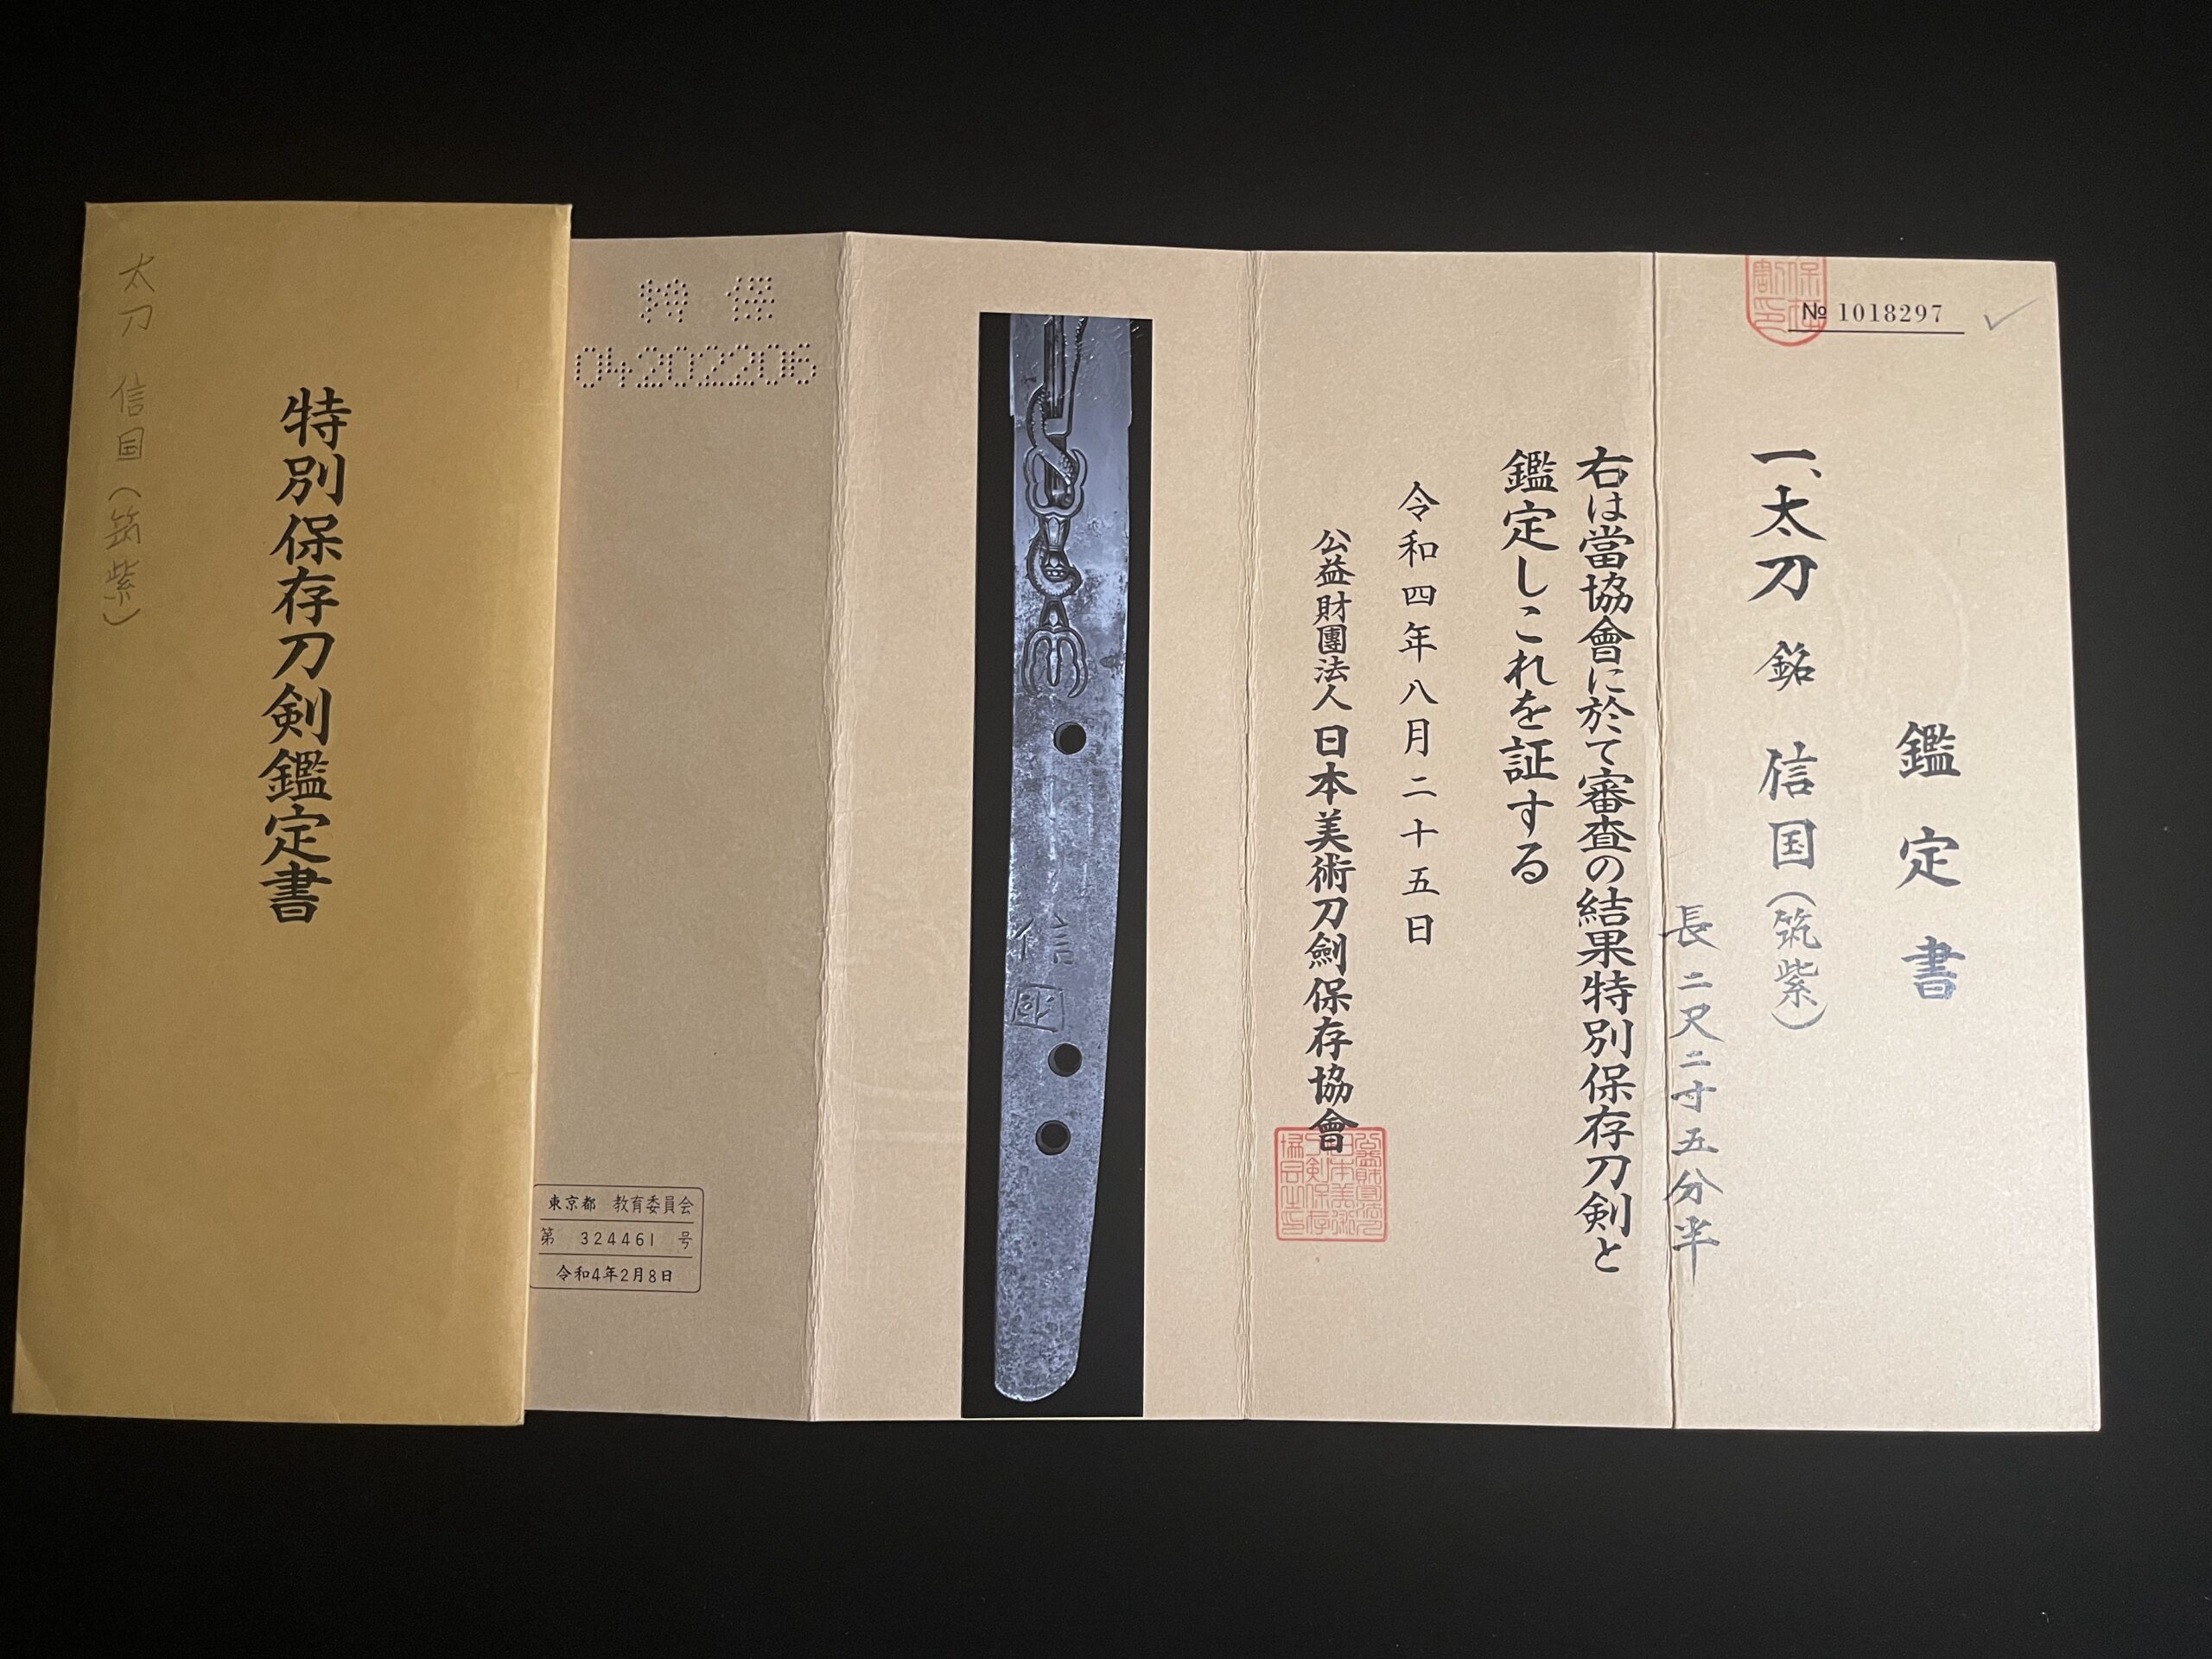 № 1018297
鑑定書
一、太刀 銘 信国(筑紫)
長二尺二寸五分半
右は當協會に於て審査の結果特別保存刀剣と
鑑定しこれを証する
令和四年八月二十五日
公益財團法人日本美術刀劍保存協會
信國
特保
04202206
東京都 教育委員会
第 324461 号
令和4年2月8日
特別保存刀剣鑑定書
太刀 信国(筑紫)